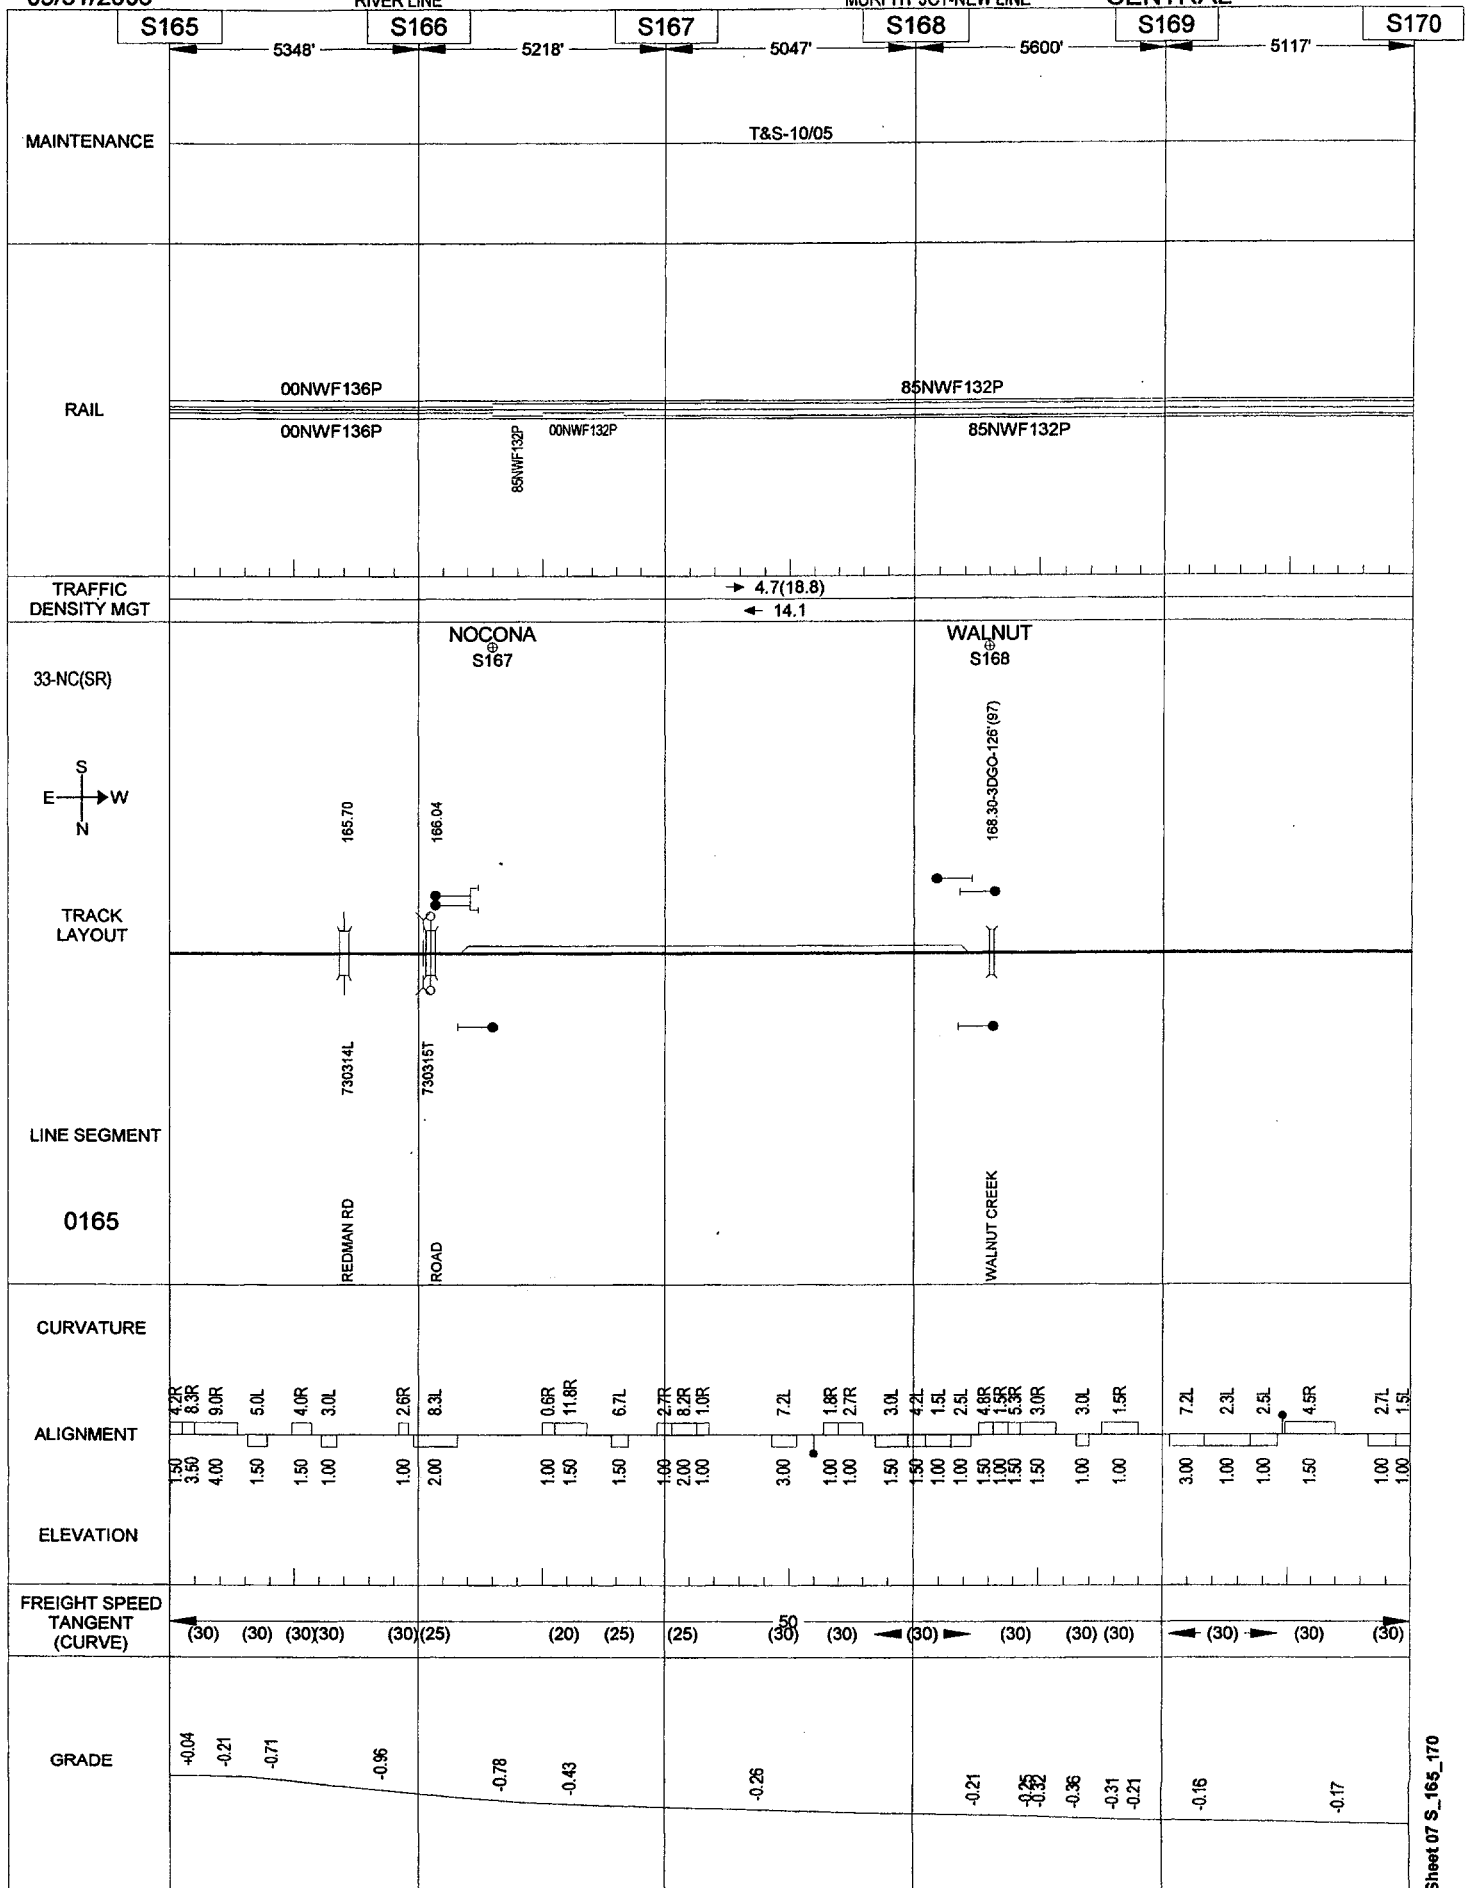 S165 S166 S167 S168 S169 S170
5348' 5218' 5047' 5600' 5117'
MAINTENANCE
T&S-10/05
RAIL
00NWF136P 85NWF132P
00NWF136P 85NWF132P 00NWF132P 85NWF132P
TRAFFIC
DENSITY MGT
4.7(18.8)
14.1
NOCONA WALNUT
S167 S168
33-NC(SR)
S
E W
N
165.70
166.04
168.30-3DGO-126'(97)
TRACK
LAYOUT
730314L
730315T
LINE SEGMENT
0165
REDMAN RD
ROAD
WALNUT CREEK
CURVATURE
4.2R 8.3R 9.0R 5.0L 4.0R 3.0L 2.6R 8.3L 0.6R 11.8R 6.7L 2.7R 8.2R 1.0R 7.2L 1.8R 2.7R 3.0L 4.2L 1.5L 2.5L 4.8R 1.5R 5.3R 3.0R 3.0L 1.5R 7.2L 2.3L 2.5L 4.5R 2.7L 1.5L
ALIGNMENT
1.50 3.50 4.00 1.50 1.50 1.00 1.00 2.00 1.00 1.50 1.50 1.00 2.00 1.00 3.00 1.00 1.00 1.50 1.50 1.00 1.00 1.50 1.00 1.50 1.50 1.00 1.00 3.00 1.00 1.00 1.50 1.00 1.00
ELEVATION
FREIGHT SPEED
TANGENT
(CURVE)
50
(30) (30) (30) (30) (30) (25) (20) (25) (25) (30) (30) (30) (30) (30) (30) (30) (30) (30)
GRADE
+0.04 -0.21 -0.71 -0.96 -0.78 -0.43 -0.26 -0.21 -0.25 -0.32 -0.36 -0.31 -0.21 -0.16 -0.17
Sheet 07 S_165_170